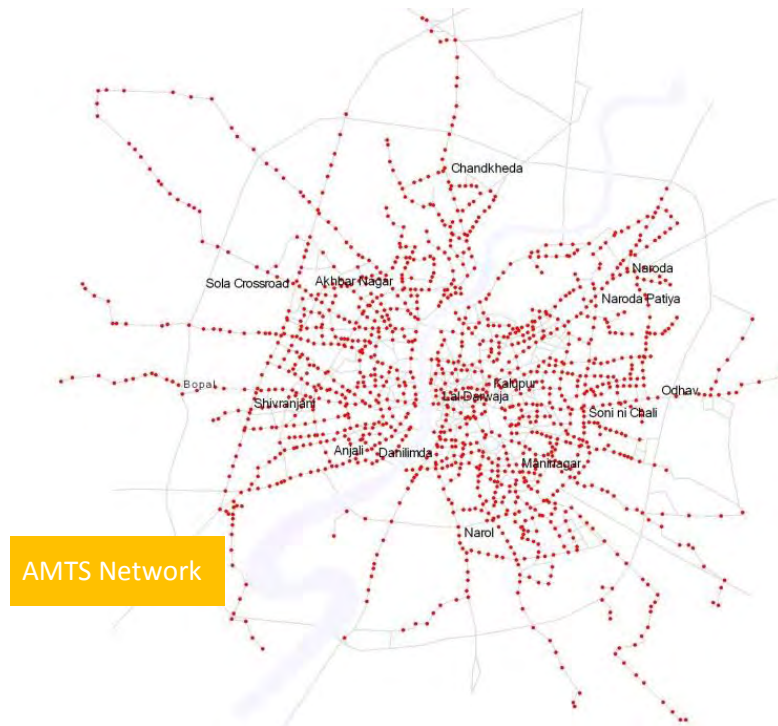 Chandkheda
Naroda
Sola Crossroad
Akhbar Nagar
Naroda Patiya
Bopal
Kalupur
Odhav
Lal Darwaja
Shivranjani
Soni ni Chali
Anjali
Danilimda
Maninagar
Narol
AMTS Network